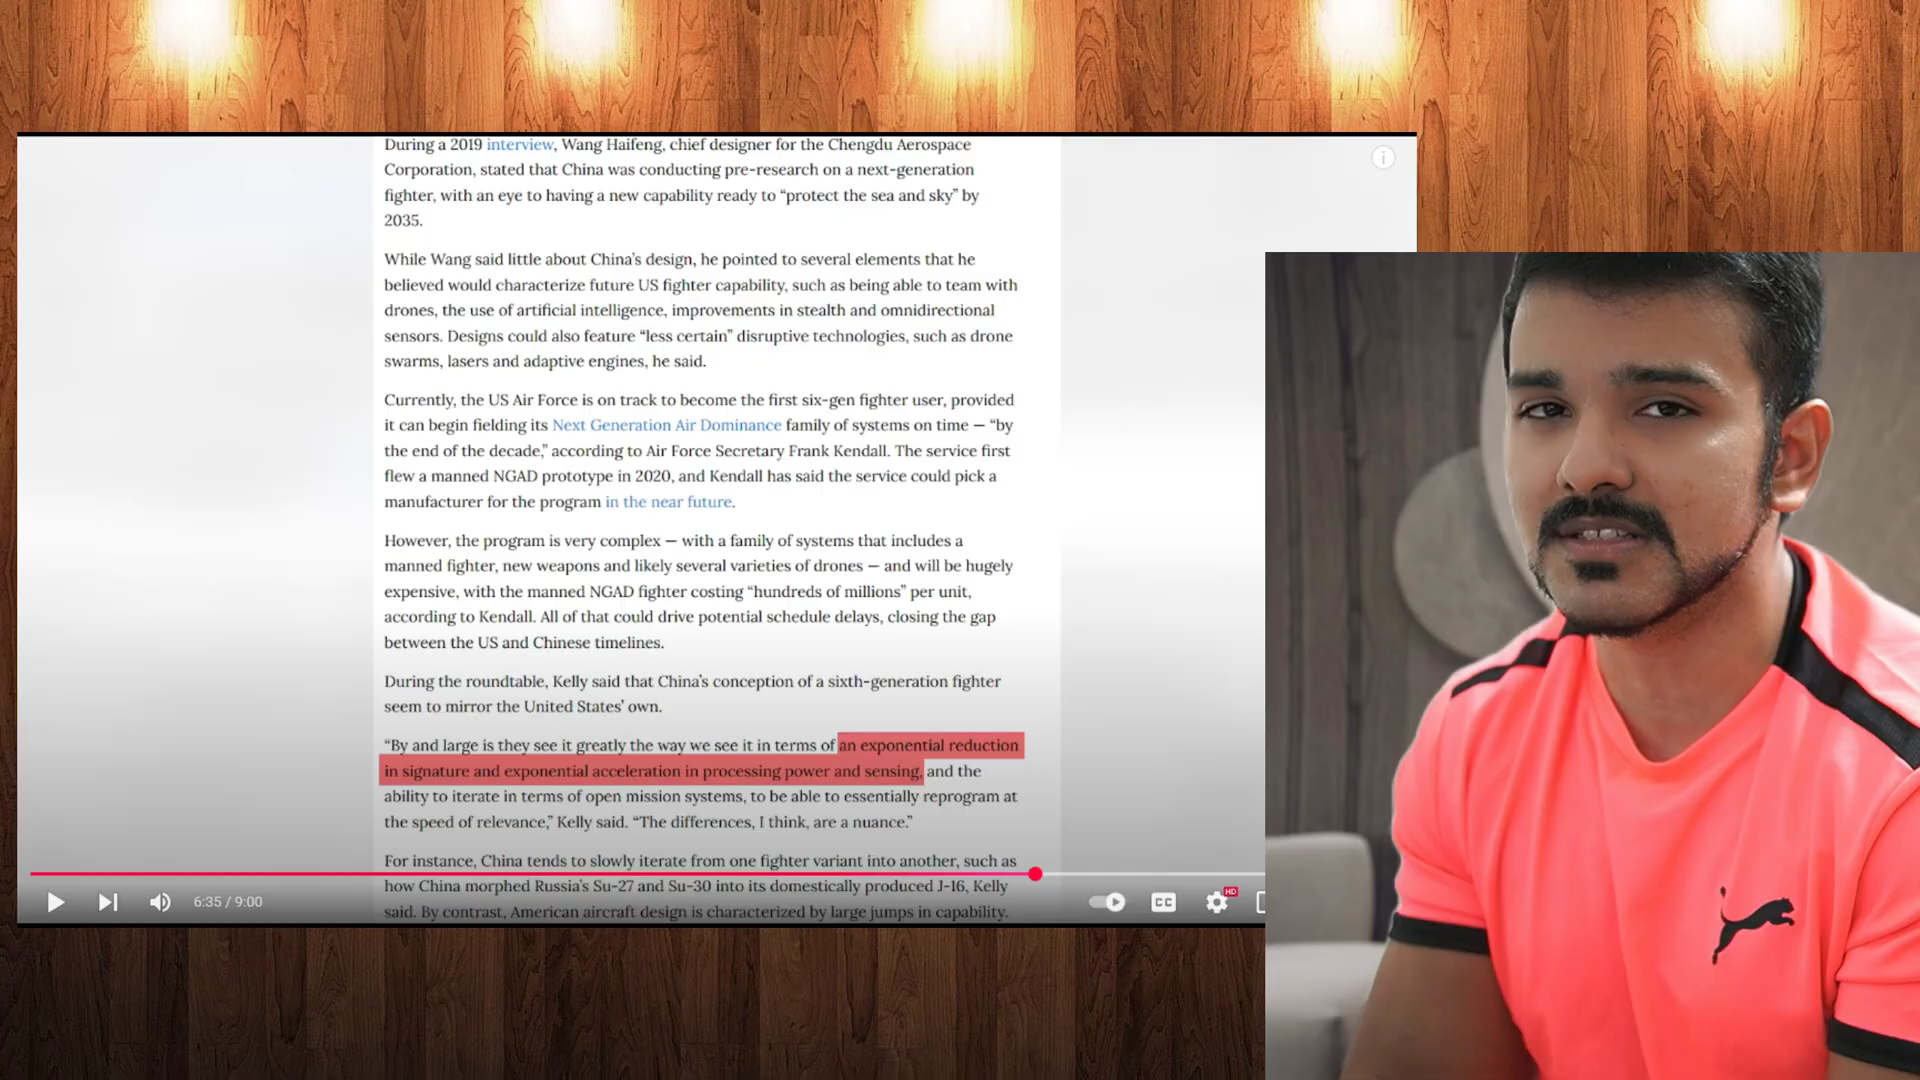 During a 2019 interview, Wang Haifeng, chief designer for the Chengdu Aerospace
Corporation, stated that China was conducting pre-research on a next-generation
fighter, with an eye to having a new capability ready to “protect the sea and sky” by
2035.
While Wang said little about China’s design, he pointed to several elements that he
believed would characterize future US fighter capability, such as being able to team with
drones, the use of artificial intelligence, improvements in stealth and omnidirectional
sensors. Designs could also feature “less certain” disruptive technologies, such as drone
swarms, lasers and adaptive engines, he said.
Currently, the US Air Force is on track to become the first six-gen fighter user, provided
it can begin fielding its Next Generation Air Dominance family of systems on time — “by
the end of the decade,” according to Air Force Secretary Frank Kendall. The service first
flew a manned NGAD prototype in 2020, and Kendall has said the service could pick a
manufacturer for the program in the near future.
However, the program is very complex — with a family of systems that includes a
manned fighter, new weapons and likely several varieties of drones — and will be hugely
expensive, with the manned NGAD fighter costing “hundreds of millions” per unit,
according to Kendall. All of that could drive potential schedule delays, closing the gap
between the US and Chinese timelines.
During the roundtable, Kelly said that China’s conception of a sixth-generation fighter
seem to mirror the United States’ own.
“By and large is they see it greatly the way we see it in terms of an exponential reduction
in signature and exponential acceleration in processing power and sensing, and the
ability to iterate in terms of open mission systems, to be able to essentially reprogram at
the speed of relevance,” Kelly said. “The differences, I think, are a nuance.”
For instance, China tends to slowly iterate from one fighter variant into another, such as
how China morphed Russia’s Su-27 and Su-30 into its domestically produced J-16, Kelly
said. By contrast, American aircraft design is characterized by large jumps in capability.
6:35 / 9:00
CC
HD